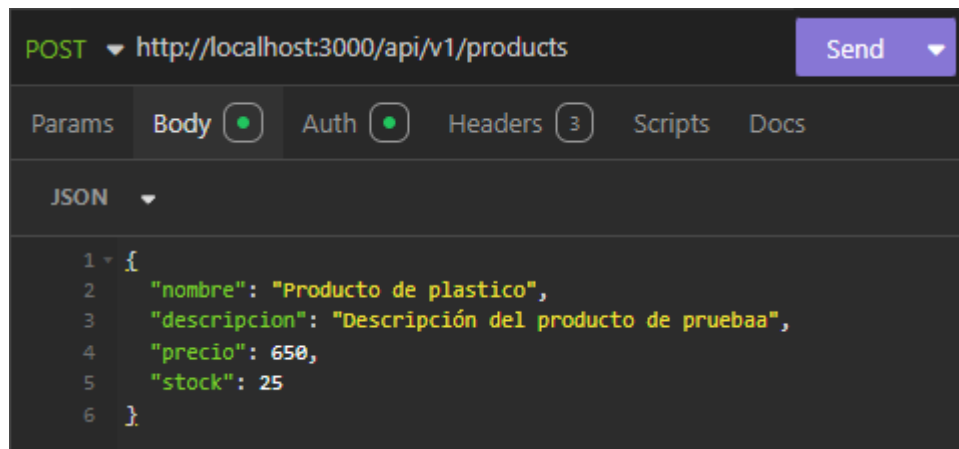 POST http://localhost:3000/api/v1/products Send
Params Body Auth Headers 3 Scripts Docs
JSON
1 {
2 "nombre": "Producto de plastico",
3 "descripcion": "Descripción del producto de pruebaa",
4 "precio": 650,
5 "stock": 25
6 }